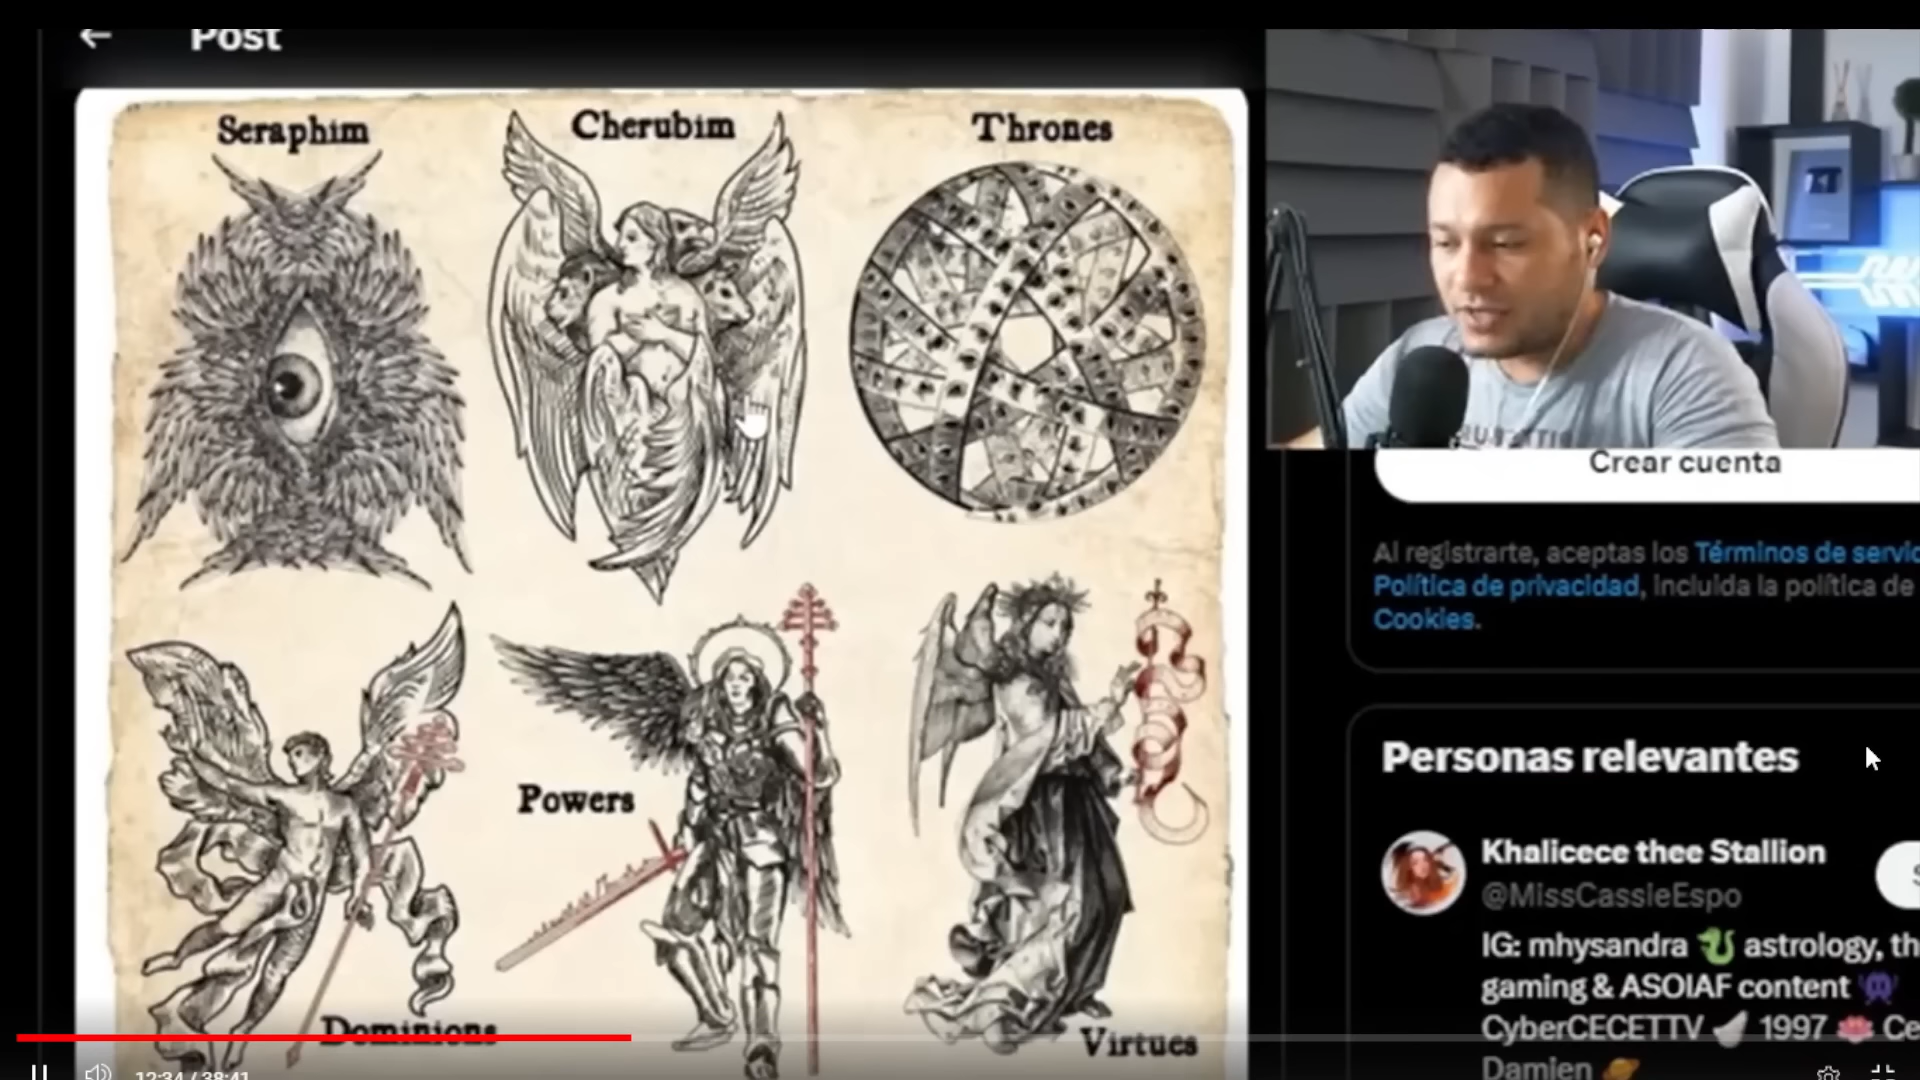 Post
Seraphim
Cherubim
Thrones
Powers
Dominions
Virtues
Crear cuenta
Al registrarte, aceptas los Términos de servic
Política de privacidad, incluida la política de
Cookies.
Personas relevantes
Khalicece thee Stallion
@MissCassieEspo
IG: mhysandra 🐍 astrology, th
gaming & ASOIAF content 👾
CyberCECETTV 🕊️ 1997 🪷 Ce
Damien 🪐
12:34 / 38:41